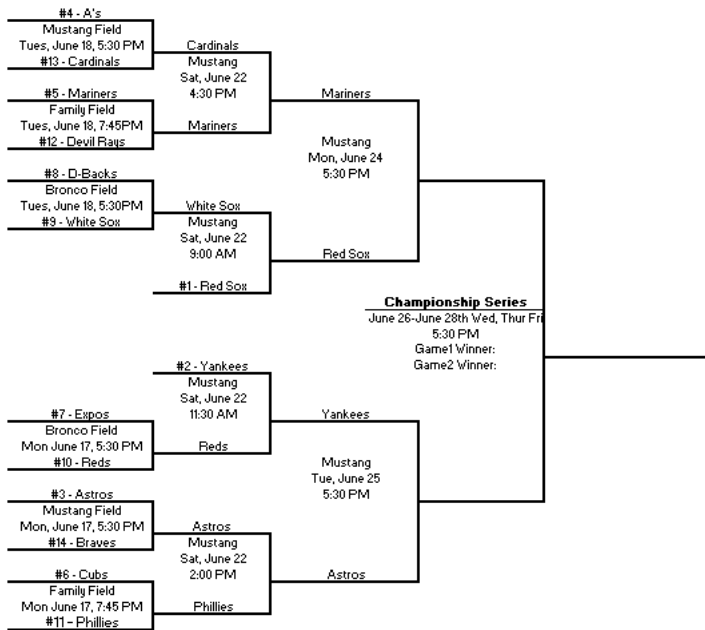 #4 - A's
Mustang Field
Tues, June 18, 5:30 PM
#13 - Cardinals
Cardinals
Mustang
Sat, June 22
4:30 PM
#5 - Mariners
Family Field
Tues, June 18, 7:45PM
#12 - Devil Rays
Mariners
Mariners
Mustang
Mon, June 24
5:30 PM
#8 - D-Backs
Bronco Field
Tues, June 18, 5:30PM
#9 - White Sox
White Sox
Mustang
Sat, June 22
9:00 AM
#1 - Red Sox
Red Sox
Championship Series
June 26-June 28th Wed, Thur Fri
5:30 PM
Game1 Winner:
Game2 Winner:
#2 - Yankees
Mustang
Sat, June 22
11:30 AM
#7 - Expos
Bronco Field
Mon June 17, 5:30 PM
#10 - Reds
Reds
Yankees
Mustang
Tue, June 25
5:30 PM
#3 - Astros
Mustang Field
Mon, June 17, 5:30 PM
#14 - Braves
Astros
Mustang
Sat, June 22
2:00 PM
#6 - Cubs
Family Field
Mon June 17, 7:45 PM
#11 - Phillies
Phillies
Astros